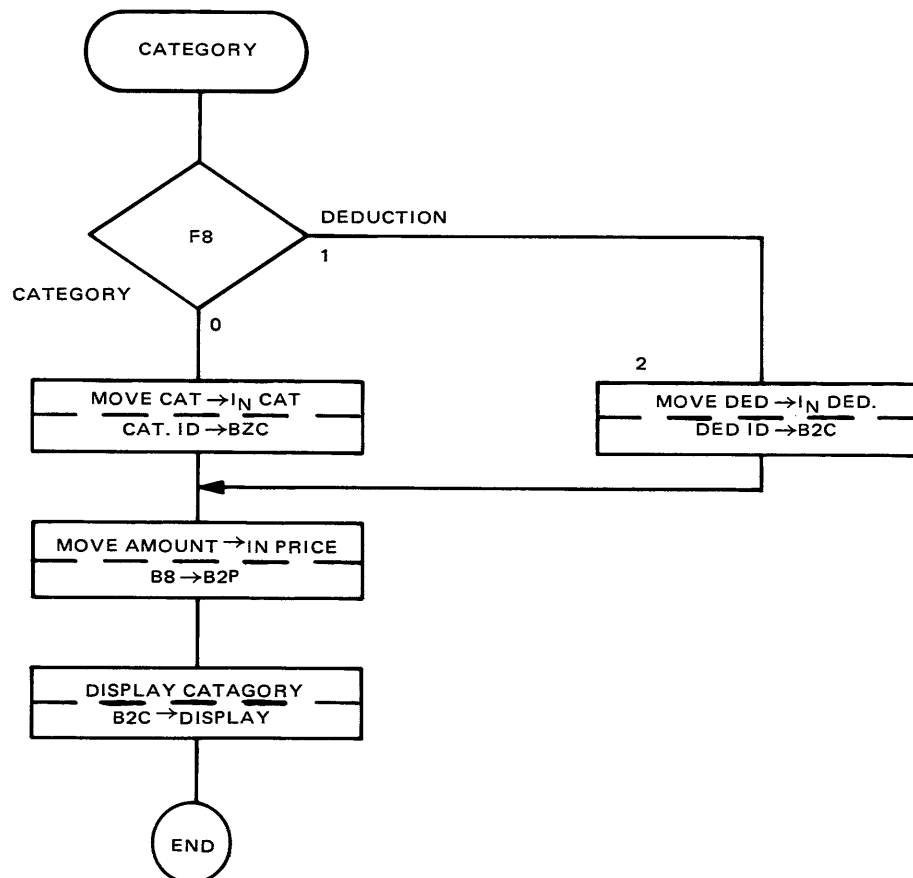 CATEGORY
F8
DEDUCTION
1
CATEGORY
0
MOVE CAT→IN CAT
CAT. ID→BZC
2
MOVE DED→IN DED.
DED ID→B2C
MOVE AMOUNT→IN PRICE
B8→B2P
DISPLAY CATAGORY
B2C→DISPLAY
END